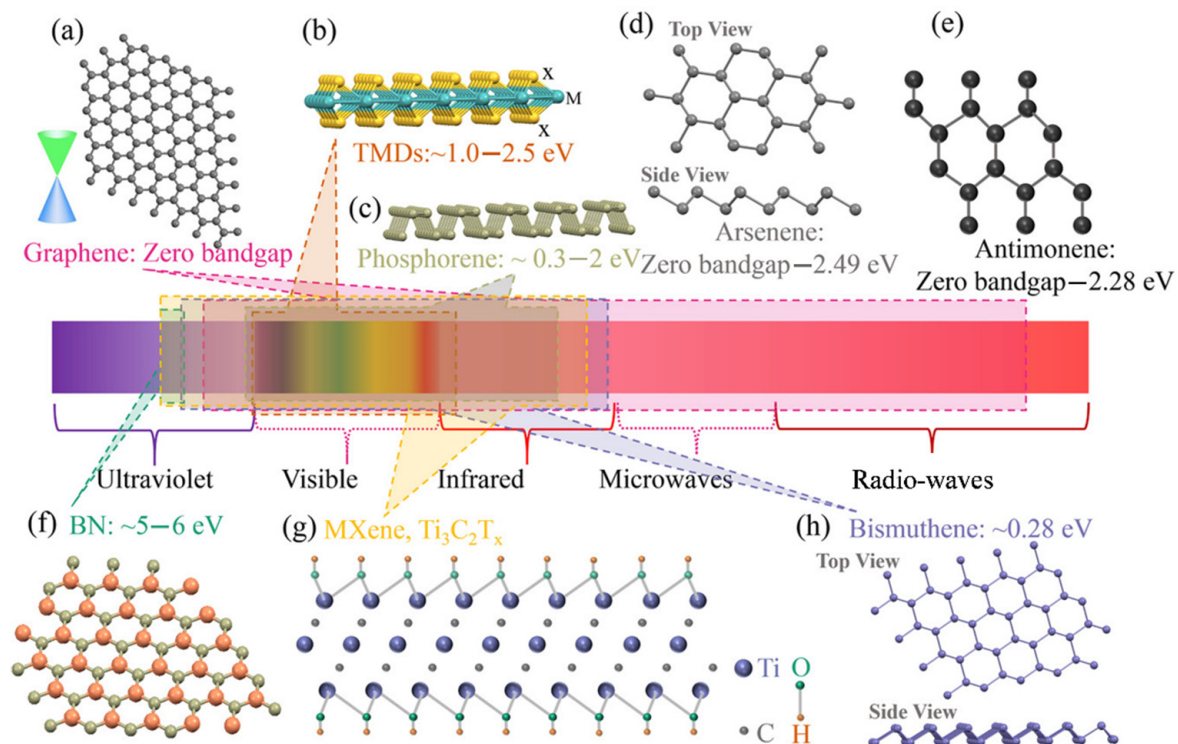 (a)
(b)
X
M
X
TMDs:~1.0−2.5 eV
(c)
Phosphorene: ~ 0.3−2 eV
(d)
Top View
Side View
Arsenene:
Zero bandgap−2.49 eV
(e)
Antimonene:
Zero bandgap−2.28 eV
Graphene: Zero bandgap
Ultraviolet
Visible
Infrared
Microwaves
Radio-waves
(f)
BN: ~5−6 eV
(g)
MXene, Ti₃C₂Tₓ
Ti
O
C
H
(h)
Bismuthene: ~0.28 eV
Top View
Side View